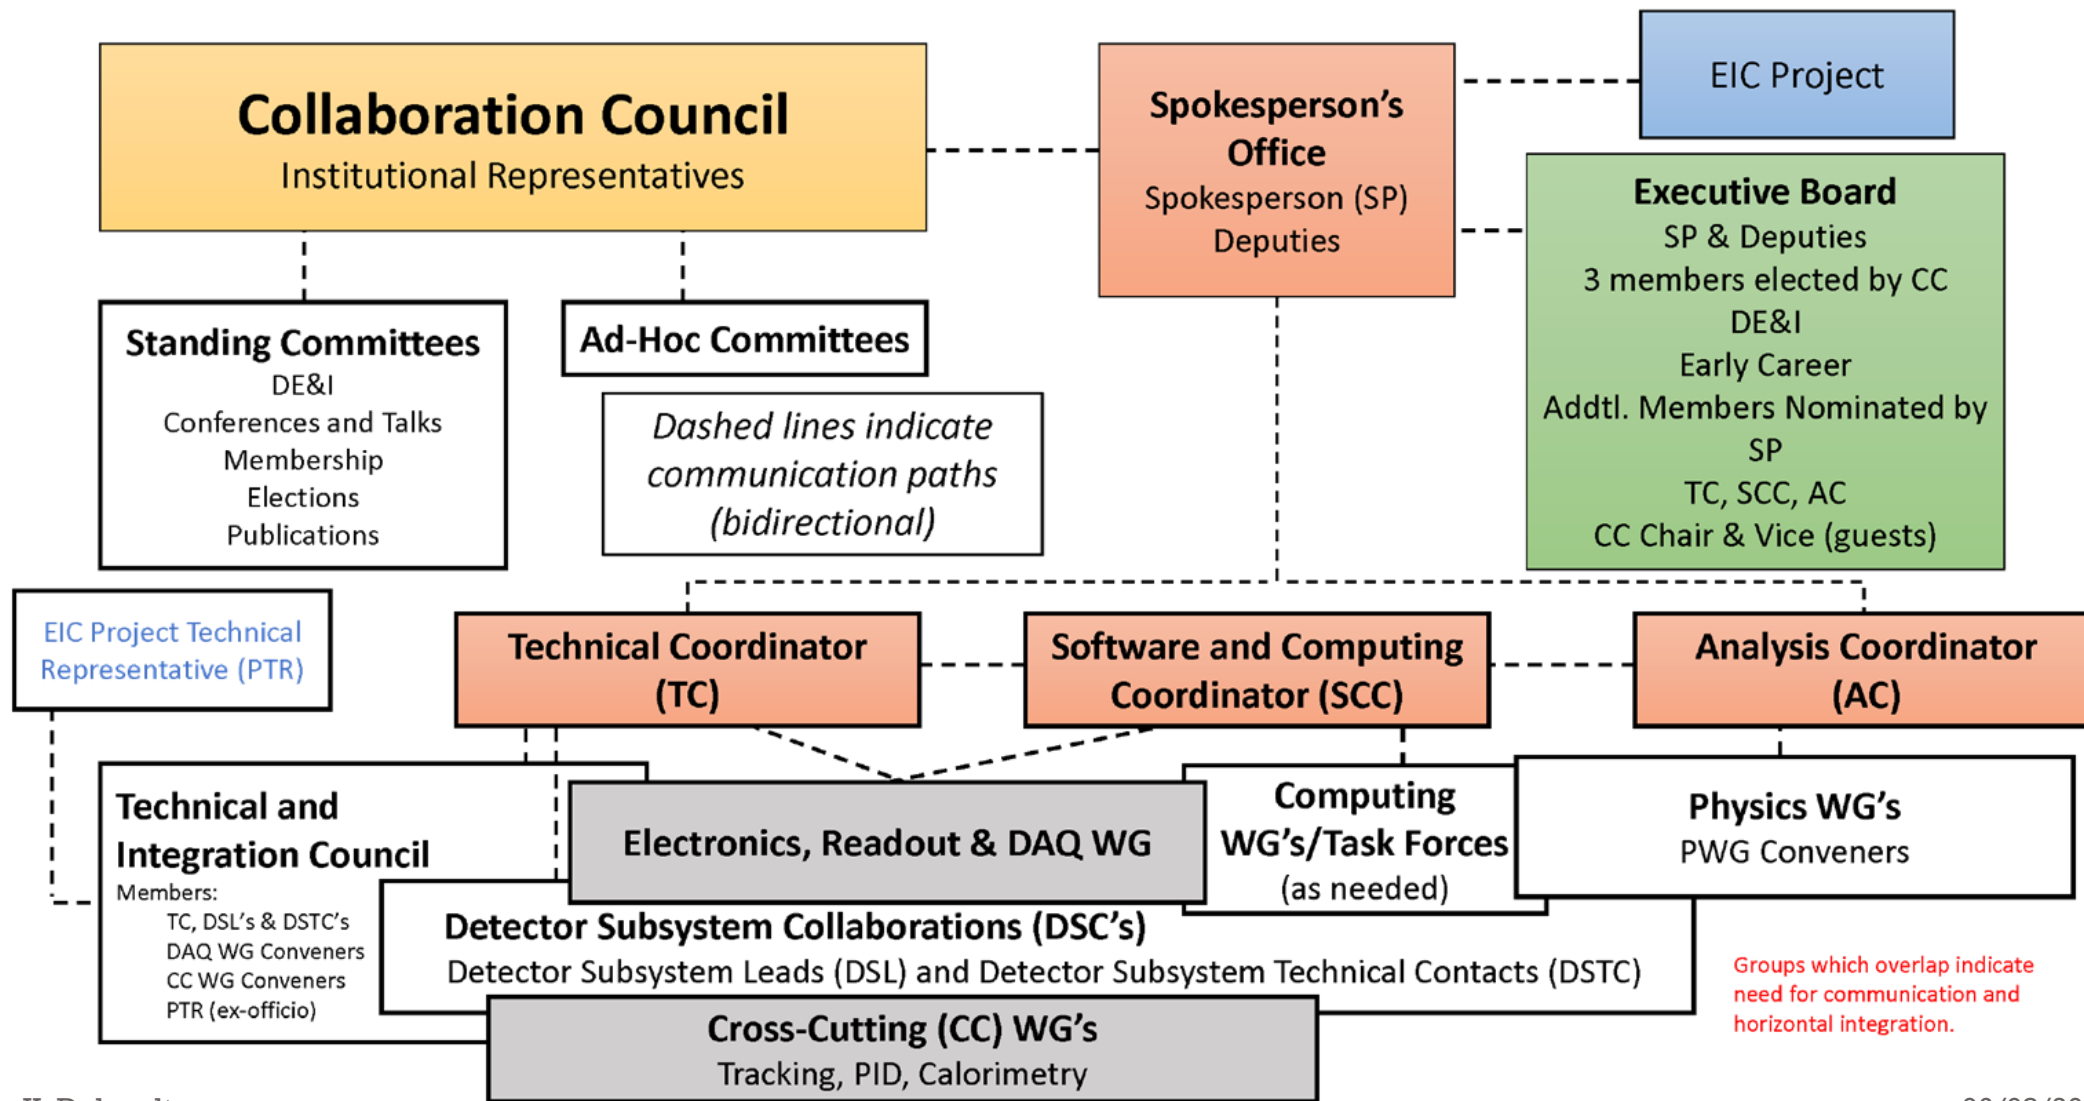 Collaboration Council
Institutional Representatives
Spokesperson's
Office
Spokesperson (SP)
Deputies
EIC Project
Executive Board
SP & Deputies
3 members elected by CC
DE&I
Early Career
Addtl. Members Nominated by
SP
TC, SCC, AC
CC Chair & Vice (guests)
Standing Committees
DE&I
Conferences and Talks
Membership
Elections
Publications
Ad-Hoc Committees
Dashed lines indicate
communication paths
(bidirectional)
EIC Project Technical
Representative (PTR)
Technical Coordinator
(TC)
Software and Computing
Coordinator (SCC)
Analysis Coordinator
(AC)
Technical and
Integration Council
Members:
TC, DSL's & DSTC's
DAQ WG Conveners
CC WG Conveners
PTR (ex-officio)
Electronics, Readout & DAQ WG
Computing
WG's/Task Forces
(as needed)
Physics WG's
PWG Conveners
Detector Subsystem Collaborations (DSC's)
Detector Subsystem Leads (DSL) and Detector Subsystem Technical Contacts (DSTC)
Cross-Cutting (CC) WG's
Tracking, PID, Calorimetry
Groups which overlap indicate
need for communication and
horizontal integration.